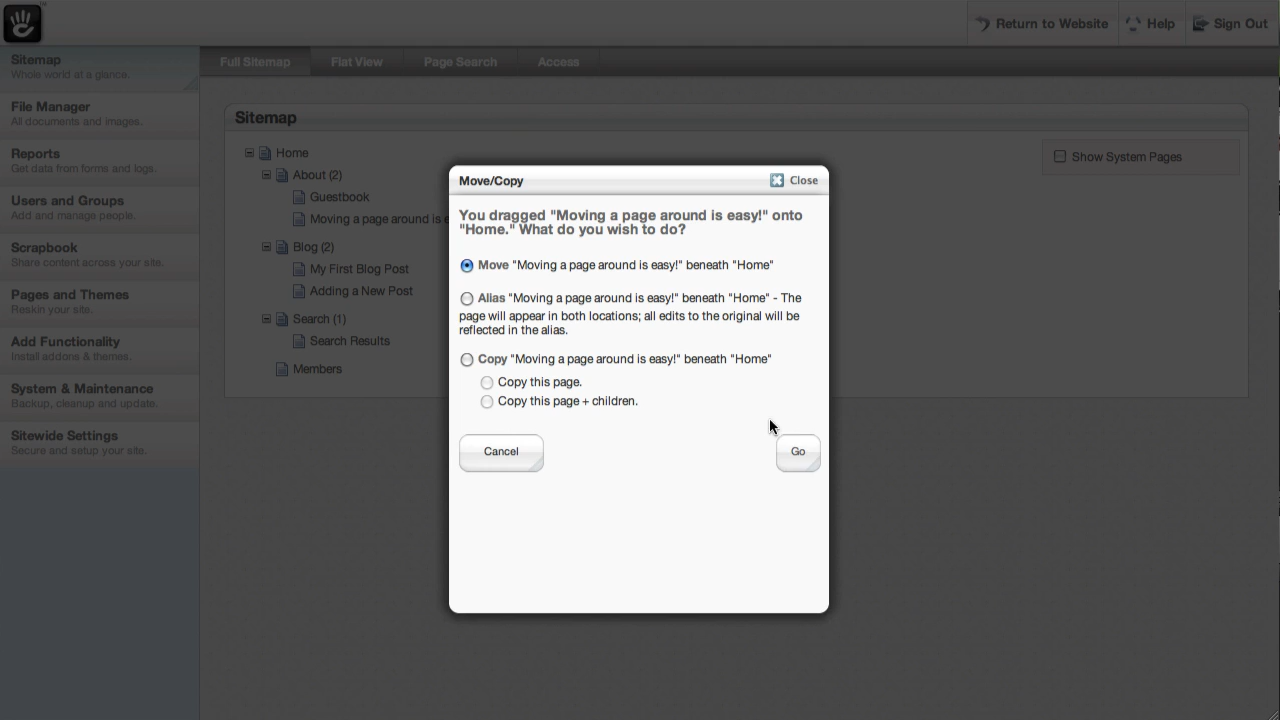 Return to Website
Help
Sign Out
Sitemap
Whole world at a glance.
File Manager
All documents and images.
Reports
Get data from forms and logs.
Users and Groups
Add and manage people.
Scrapbook
Share content across your site.
Pages and Themes
Reskin your site.
Add Functionality
Install addons & themes.
System & Maintenance
Backup, cleanup and update.
Sitewide Settings
Secure and setup your site.
Full Sitemap
Flat View
Page Search
Access
Sitemap
Home
About (2)
Guestbook
Moving a page around is e
Blog (2)
My First Blog Post
Adding a New Post
Search (1)
Search Results
Members
Show System Pages
Move/Copy
Close
You dragged "Moving a page around is easy!" onto
"Home." What do you wish to do?
Move "Moving a page around is easy!" beneath "Home"
Alias "Moving a page around is easy!" beneath "Home" - The
page will appear in both locations; all edits to the original will be
reflected in the alias.
Copy "Moving a page around is easy!" beneath "Home"
Copy this page.
Copy this page + children.
Cancel
Go